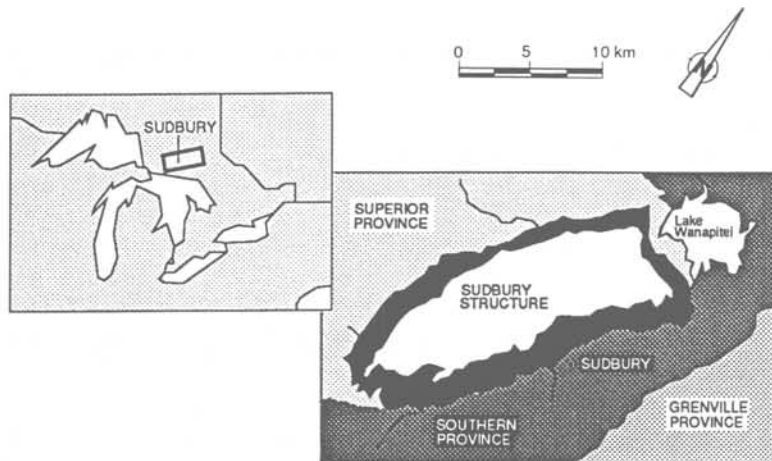 0 5 10 km
N
SUDBURY
SUPERIOR
PROVINCE
Lake
Wanapitei
SUDBURY
STRUCTURE
SUDBURY
GRENVILLE
PROVINCE
SOUTHERN
PROVINCE